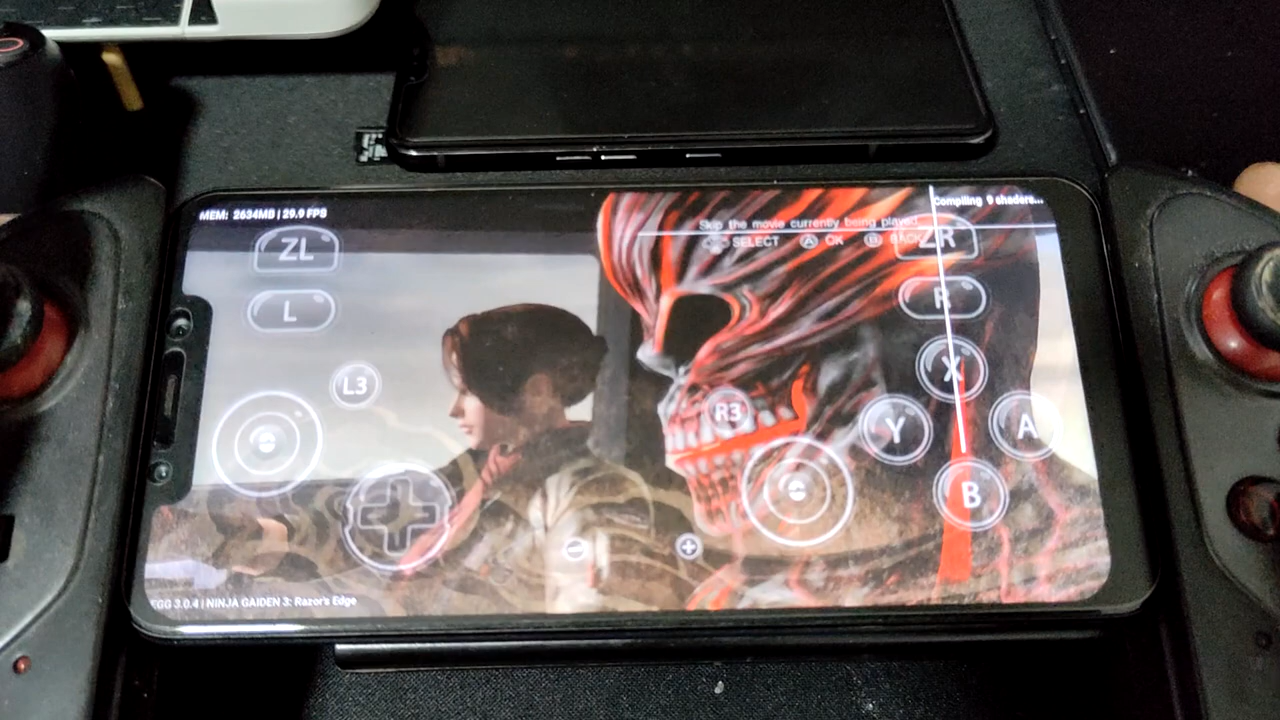 MEM: 2634MB | 29.9 FPS
Compiling 9 shaders...
Skip the movie currently being played
SELECT A OK B BACK
ZL
ZR
L
R
L3
R3
X
Y
A
B
EGG 3.0.4 | NINJA GAIDEN 3: Razor's Edge